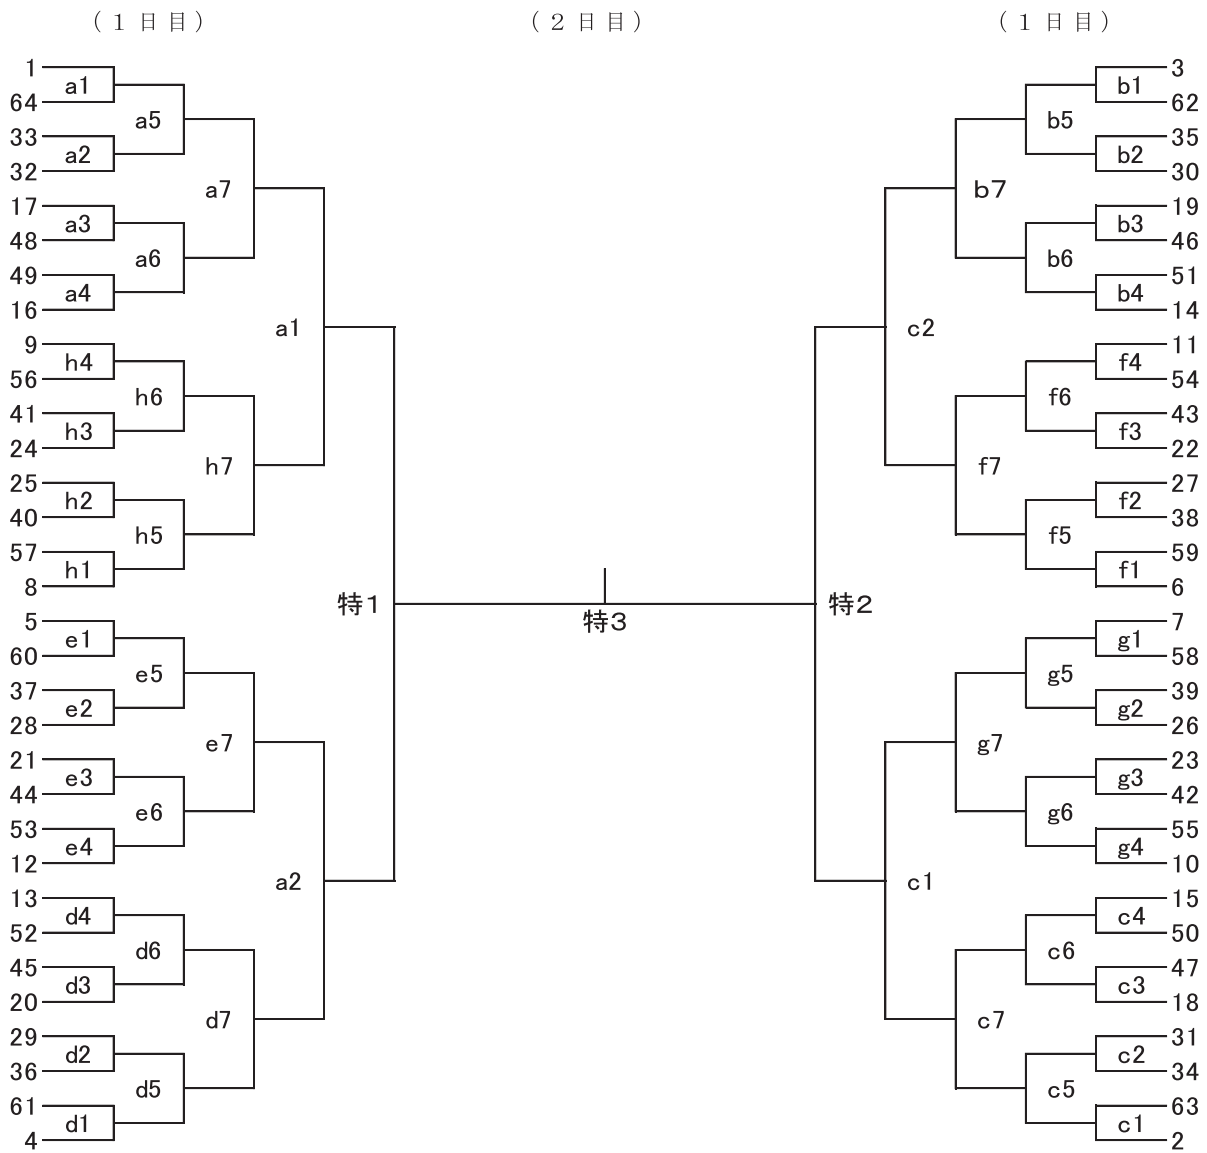 (１日目) (２日目) (１日目)
1 3
a1 b1
64 62
a5 b5
33 35
a2 b2
32 30
a7 b7
17 19
a3 b3
48 46
a6 b6
49 51
a4 b4
16 14
a1 c2
9 11
h4 f4
56 54
h6 f6
41 43
h3 f3
24 22
h7 f7
25 27
h2 f2
40 38
h5 f5
57 59
h1 f1
8 6
特1 特3 特2
5 7
e1 g1
60 58
e5 g5
37 39
e2 g2
28 26
e7 g7
21 23
e3 g3
44 42
e6 g6
53 55
e4 g4
12 10
a2 c1
13 15
d4 c4
52 50
d6 c6
45 47
d3 c3
20 18
d7 c7
29 31
d2 c2
36 34
d5 c5
61 63
d1 c1
4 2